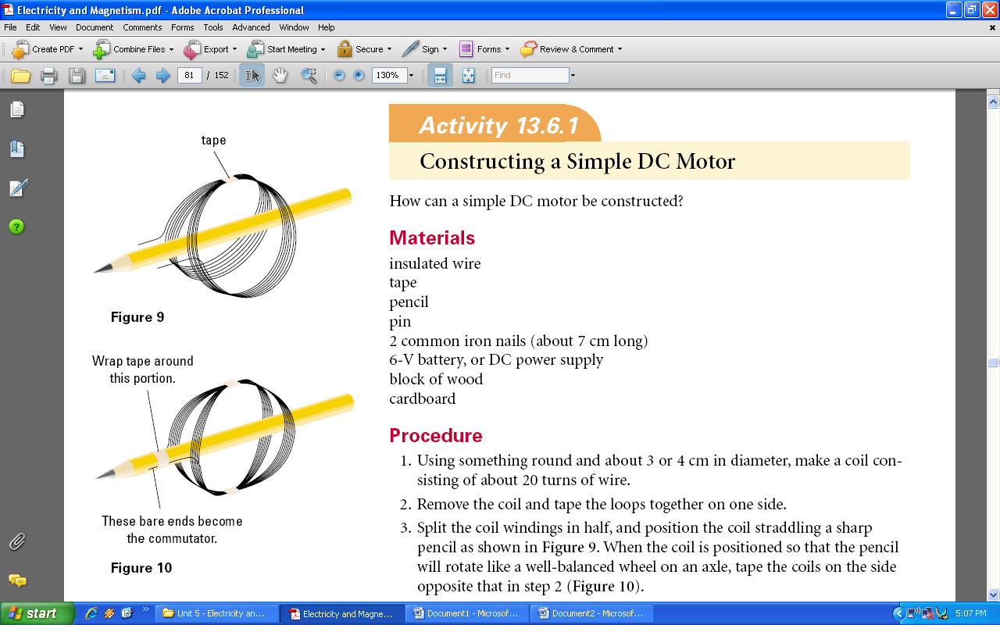 Electricity and Magnetism.pdf - Adobe Acrobat Professional
File Edit View Document Comments Forms Tools Advanced Window Help
Create PDF Combine Files Export Start Meeting Secure Sign Forms Review & Comment
81 / 152 130% Find
tape
Figure 9
Wrap tape around
this portion.
These bare ends become
the commutator.
Figure 10
Activity 13.6.1
Constructing a Simple DC Motor
How can a simple DC motor be constructed?
Materials
insulated wire
tape
pencil
pin
2 common iron nails (about 7 cm long)
6-V battery, or DC power supply
block of wood
cardboard
Procedure
1. Using something round and about 3 or 4 cm in diameter, make a coil con-
sisting of about 20 turns of wire.
2. Remove the coil and tape the loops together on one side.
3. Split the coil windings in half, and position the coil straddling a sharp
pencil as shown in Figure 9. When the coil is positioned so that the pencil
will rotate like a well-balanced wheel on an axle, tape the coils on the side
opposite that in step 2 (Figure 10).
start Unit 5 - Electricity an... Electricity and Magne... Document1 - Microsof... Document2 - Microsof... 5:07 PM